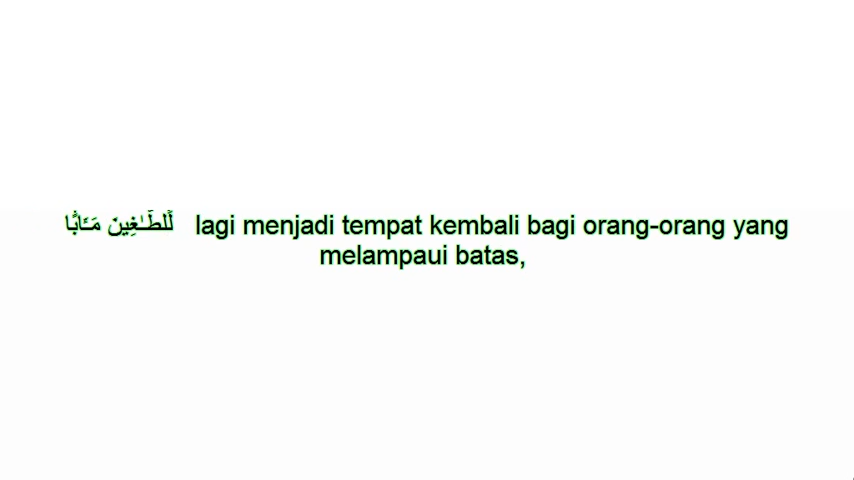 لِّلطَّـٰغِينَ مَـَٔابًا lagi menjadi tempat kembali bagi orang-orang yang
melampaui batas,